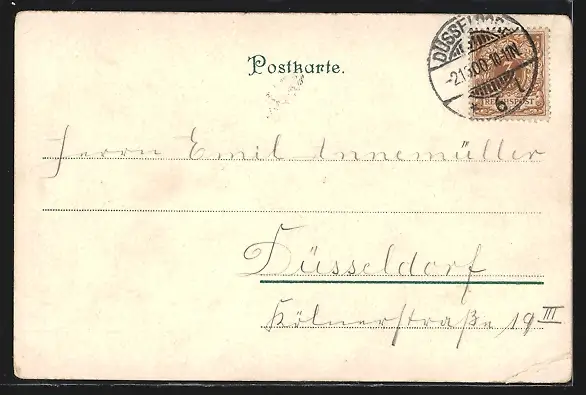 Postkarte.
DÜSSELDORF
REICHSPOST
Herrn Emil Innemüller
Düsseldorf
Kölnerstraße 19 III